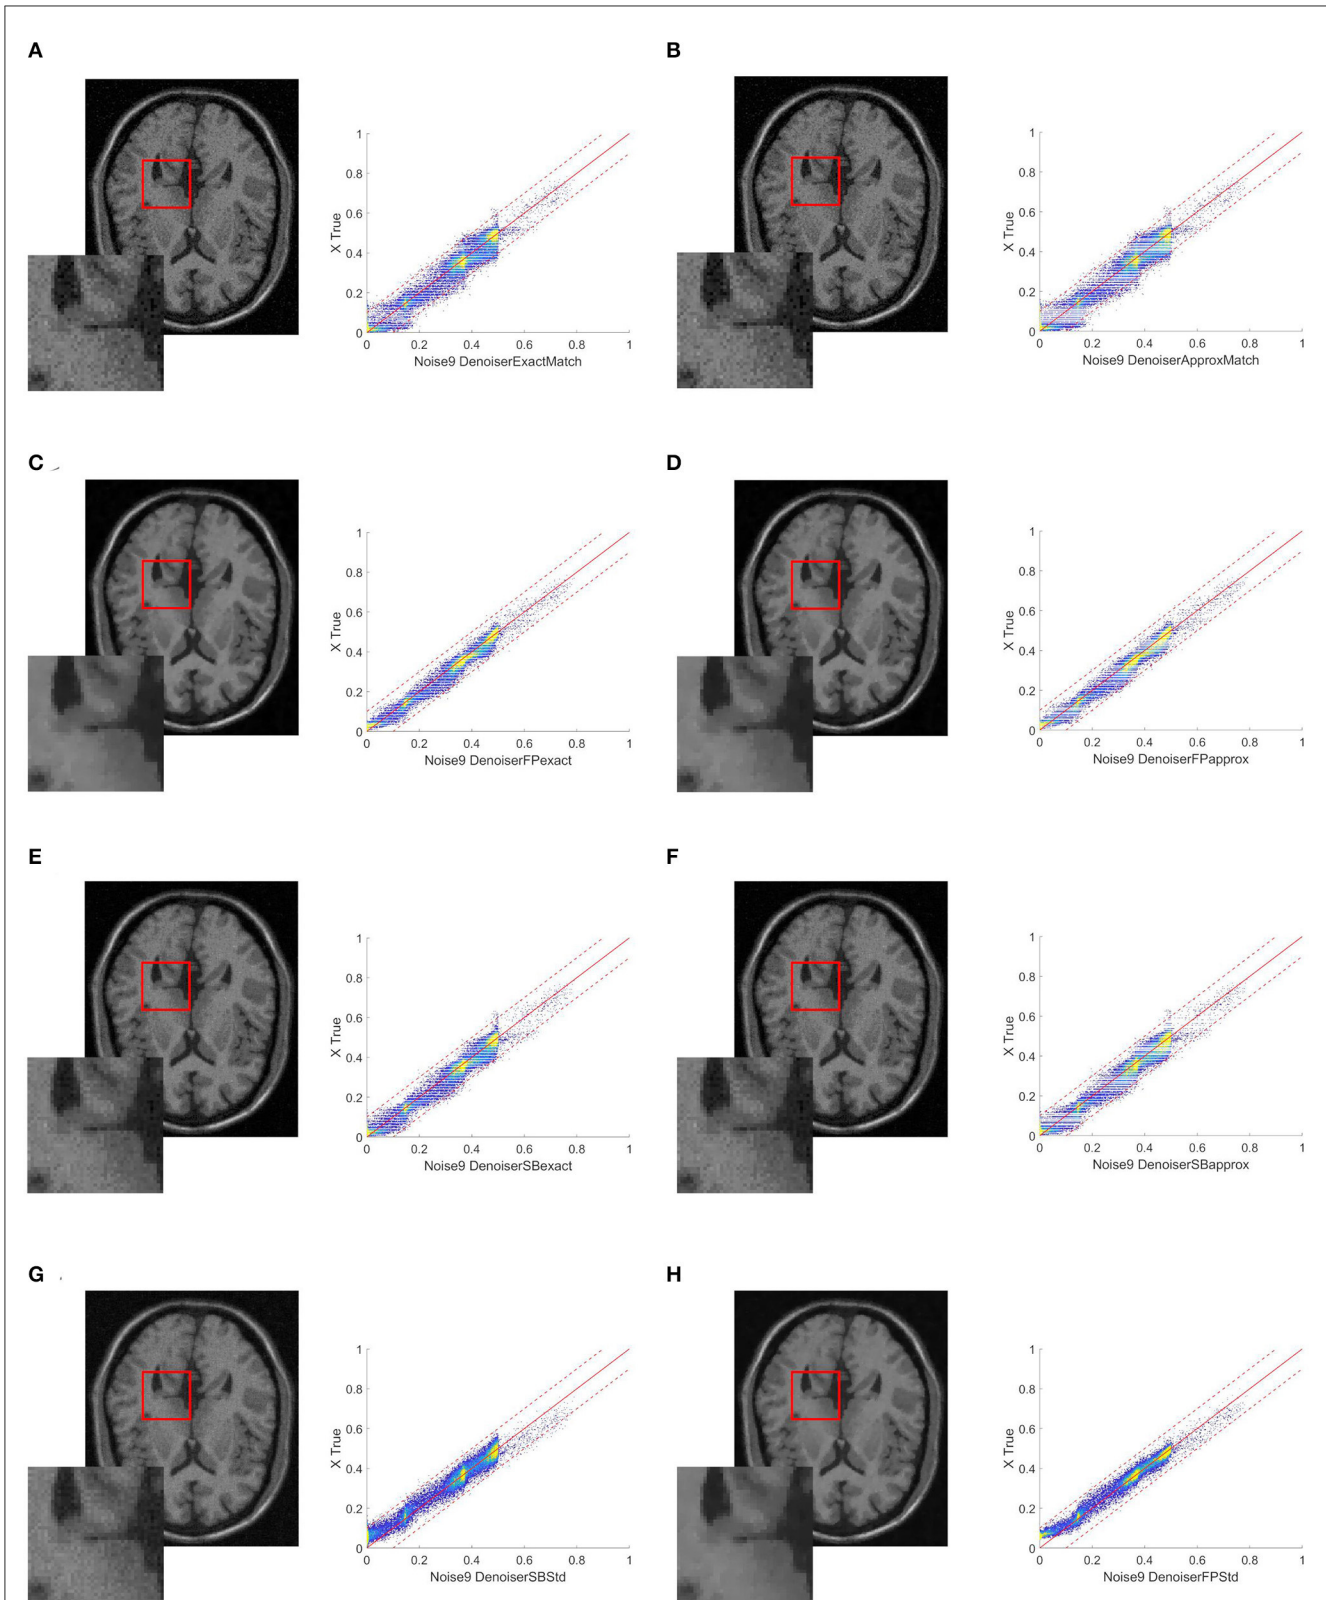 A
B
1
0.8
0.6
0.4
0.2
0
X True
0 0.2 0.4 0.6 0.8 1
Noise9 DenoiserExactMatch
1
0.8
0.6
0.4
0.2
0
X True
0 0.2 0.4 0.6 0.8 1
Noise9 DenoiserApproxMatch
C
D
1
0.8
0.6
0.4
0.2
0
X True
0 0.2 0.4 0.6 0.8 1
Noise9 DenoiserFPexact
1
0.8
0.6
0.4
0.2
0
X True
0 0.2 0.4 0.6 0.8 1
Noise9 DenoiserFPapprox
E
F
1
0.8
0.6
0.4
0.2
0
X True
0 0.2 0.4 0.6 0.8 1
Noise9 DenoiserSBexact
1
0.8
0.6
0.4
0.2
0
X True
0 0.2 0.4 0.6 0.8 1
Noise9 DenoiserSBapprox
G
H
1
0.8
0.6
0.4
0.2
0
X True
0 0.2 0.4 0.6 0.8 1
Noise9 DenoiserSBStd
1
0.8
0.6
0.4
0.2
0
X True
0 0.2 0.4 0.6 0.8 1
Noise9 DenoiserFPStd